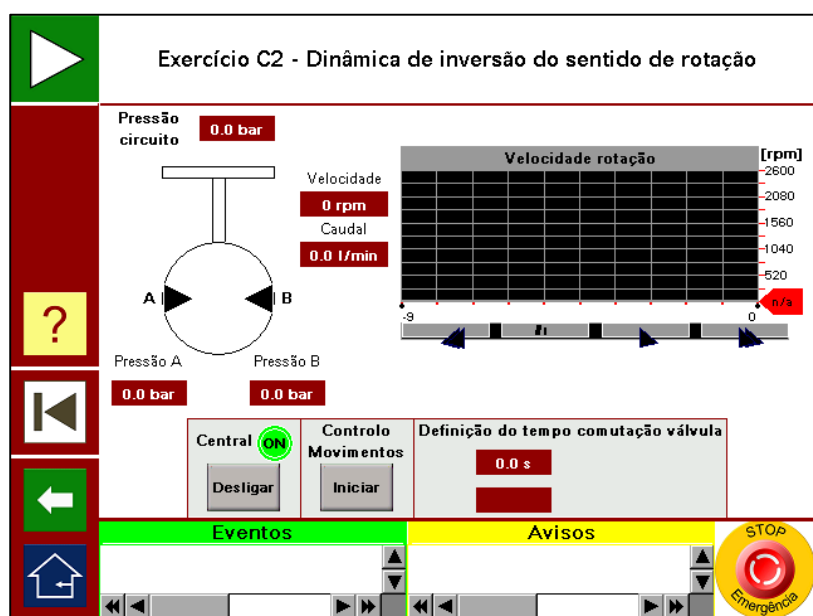 Exercício C2 - Dinâmica de inversão do sentido de rotação
Pressão
circuito
0.0 bar
Velocidade
0 rpm
Caudal
0.0 l/min
Velocidade rotação
[rpm]
2600
2080
1560
1040
520
n/a
-9
0
A
B
?
Pressão A
Pressão B
0.0 bar
0.0 bar
Central
ON
Desligar
Controlo
Movimentos
Iniciar
Definição do tempo comutação válvula
0.0 s
Eventos
Avisos
STOP
Emergência